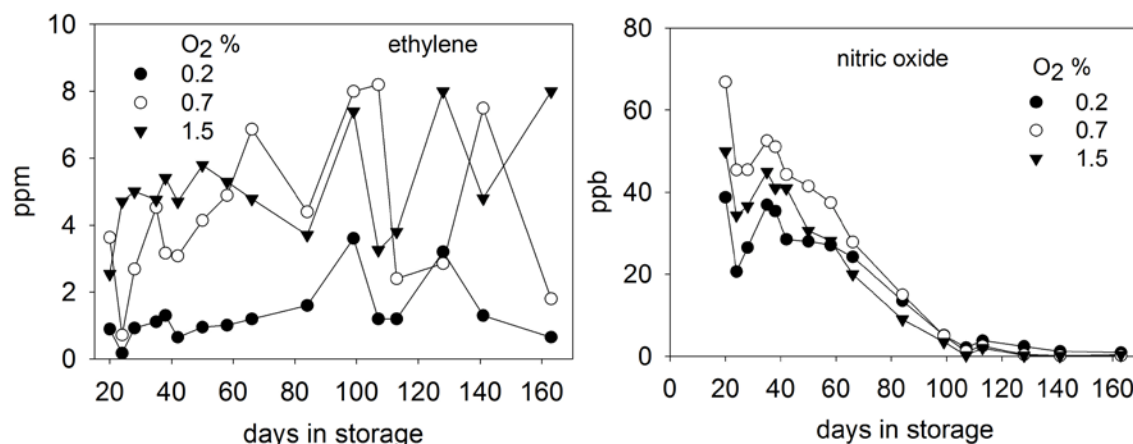 10
8
6
4
2
0
ppm
O2 %
0.2
0.7
1.5
ethylene
20 40 60 80 100 120 140 160
days in storage
80
60
40
20
0
ppb
nitric oxide
O2 %
0.2
0.7
1.5
0 20 40 60 80 100 120 140 160
days in storage